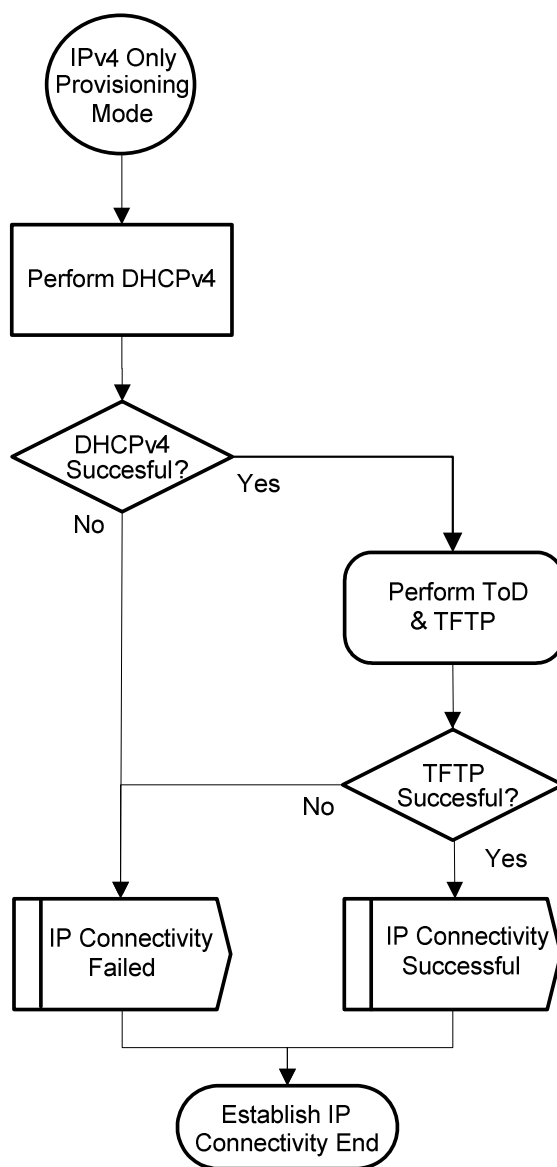 IPv4 Only
Provisioning
Mode
Perform DHCPv4
DHCPv4
Succesful?
Yes
No
Perform ToD
& TFTP
TFTP
Succesful?
No
Yes
IP Connectivity
Failed
IP Connectivity
Successful
Establish IP
Connectivity End